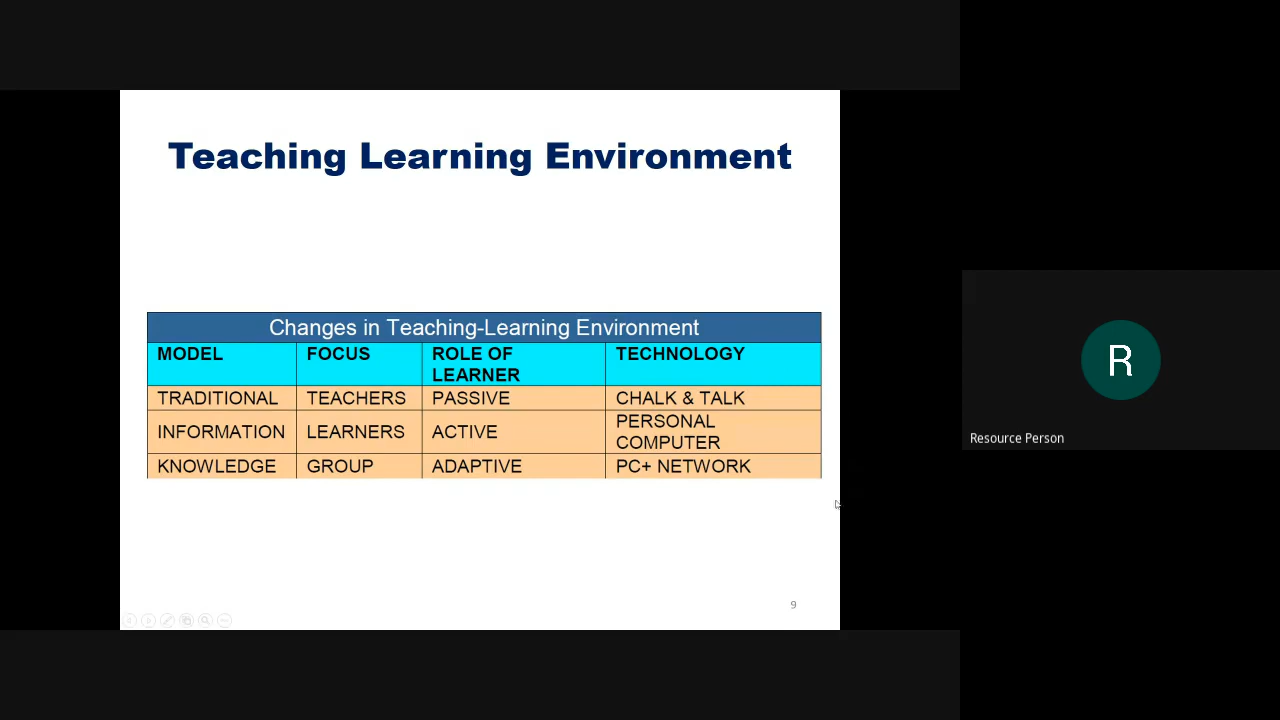 Teaching Learning Environment
Changes in Teaching-Learning Environment
MODEL FOCUS ROLE OF LEARNER TECHNOLOGY
TRADITIONAL TEACHERS PASSIVE CHALK & TALK
INFORMATION LEARNERS ACTIVE PERSONAL COMPUTER
KNOWLEDGE GROUP ADAPTIVE PC+ NETWORK
9
R
Resource Person